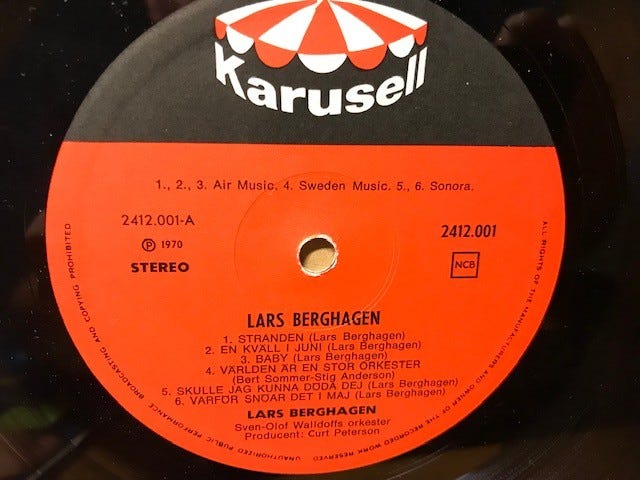 Karusell
1., 2., 3. Air Music. 4. Sweden Music. 5., 6. Sonora.
2412.001-A
2412.001
Ⓟ 1970
STEREO
NCB
LARS BERGHAGEN
1. STRANDEN (Lars Berghagen)
2. EN KVÄLL I JUNI (Lars Berghagen)
3. BABY (Lars Berghagen)
4. VÄRLDEN ÄR EN STOR ORKESTER
(Bert Sommer-Stig Anderson)
5. SKULLE JAG KUNNA DÖDA DEJ (Lars Berghagen)
6. VARFÖR SNÖAR DET I MAJ (Lars Berghagen)
LARS BERGHAGEN
Sven-Olof Walldoffs orkester
Producent: Curt Peterson
ALL RIGHTS OF THE MANUFACTURERS AND OWNER OF THE RECORDED WORK RESERVED UNAUTHORIZED PUBLIC PERFORMANCE BROADCASTING AND COPYING PROHIBITED